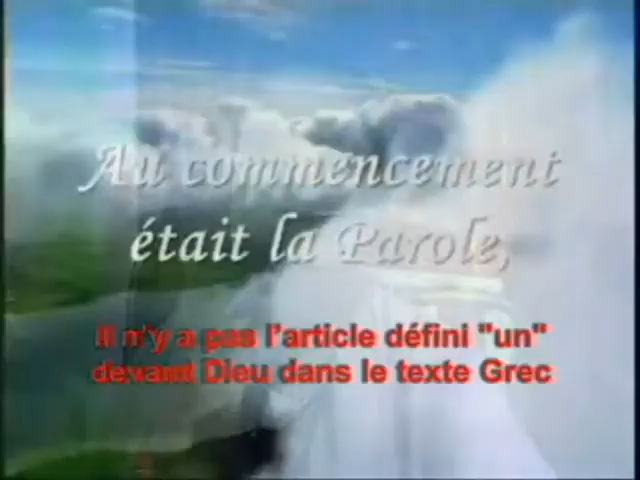 Au commencement
était la Parole,
Il n'y a pas l'article défini "un"
devant Dieu dans le texte Grec